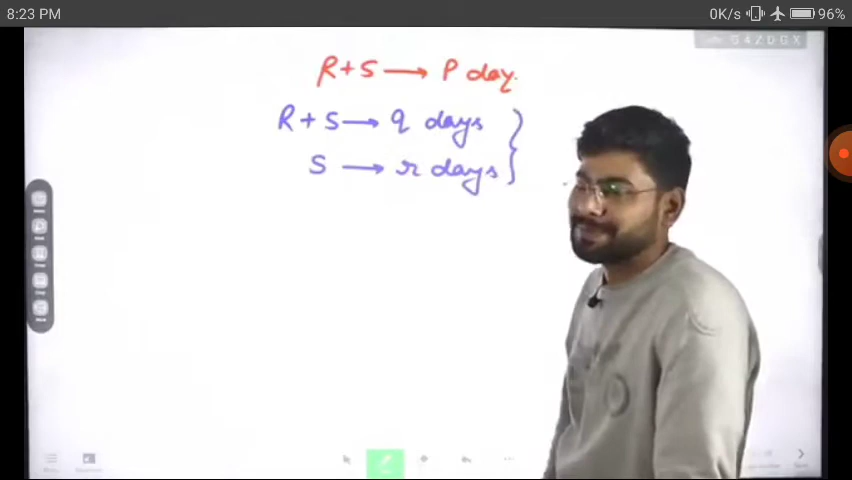 8:23 PM 0K/s 96%
R+S → P day.
R+S → q days
S → r days